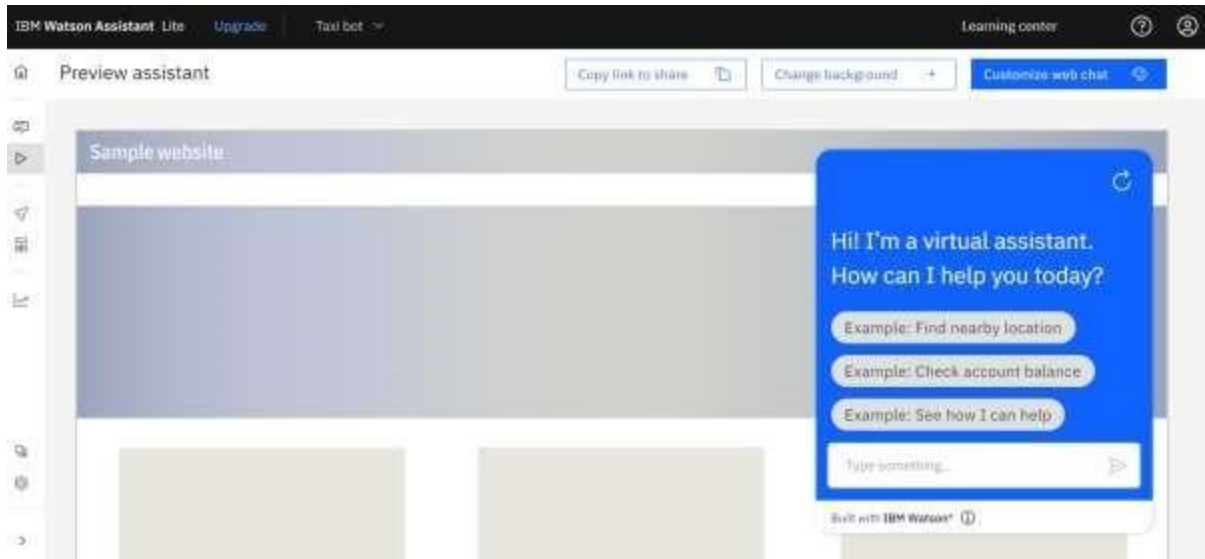 IBM Watson Assistant Lite Upgrade Taxi bot Learning center
Preview assistant Copy link to share Change background + Customize web chat
Sample website
Hi! I'm a virtual assistant.
How can I help you today?
Example: Find nearby location
Example: Check account balance
Example: See how I can help
Type something...
Built with IBM Watson®